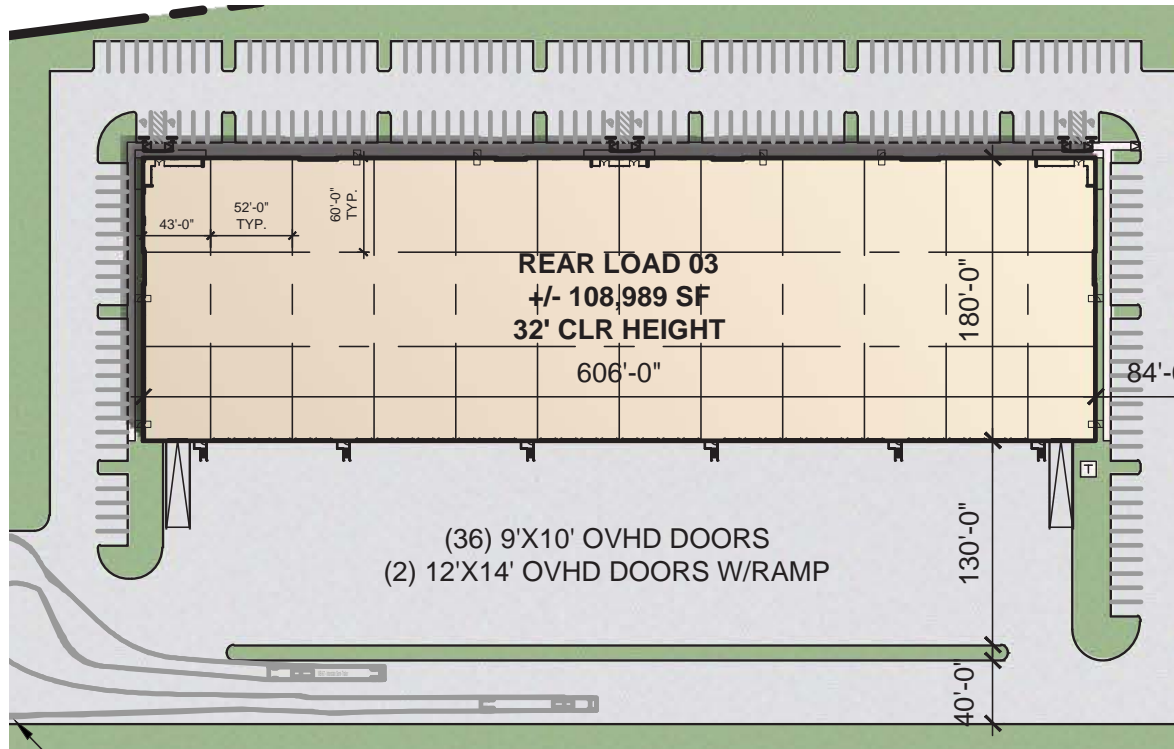 43'-0"
52'-0"
TYP.
60'-0"
TYP.
REAR LOAD 03
+/- 108,989 SF
32' CLR HEIGHT
606'-0"
180'-0"
84'-0
T
(36) 9'X10' OVHD DOORS
(2) 12'X14' OVHD DOORS W/RAMP
130'-0"
40'-0"